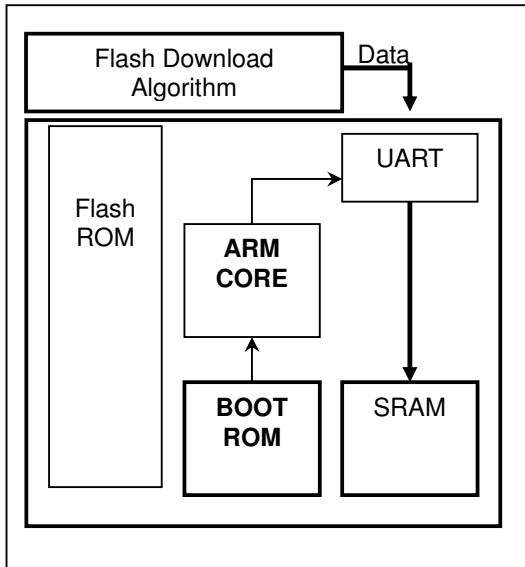 Flash Download
Algorithm
Data
UART
Flash
ROM
ARM
CORE
BOOT
ROM
SRAM